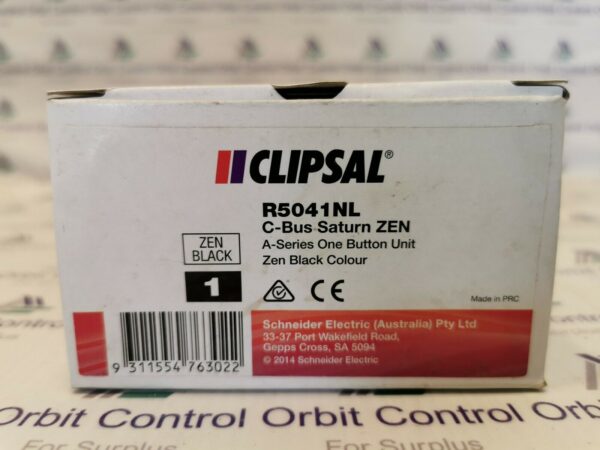 CLIPSAL®
R5041NL
C-Bus Saturn ZEN
A-Series One Button Unit
Zen Black Colour
ZEN
BLACK
1
CE
Made in PRC
Schneider Electric (Australia) Pty Ltd
33-37 Port Wakefield Road,
Gepps Cross, SA 5094
© 2014 Schneider Electric
9 311554 763022
Orbit Control Orbit Control Orbit
For Surplus For Surplus